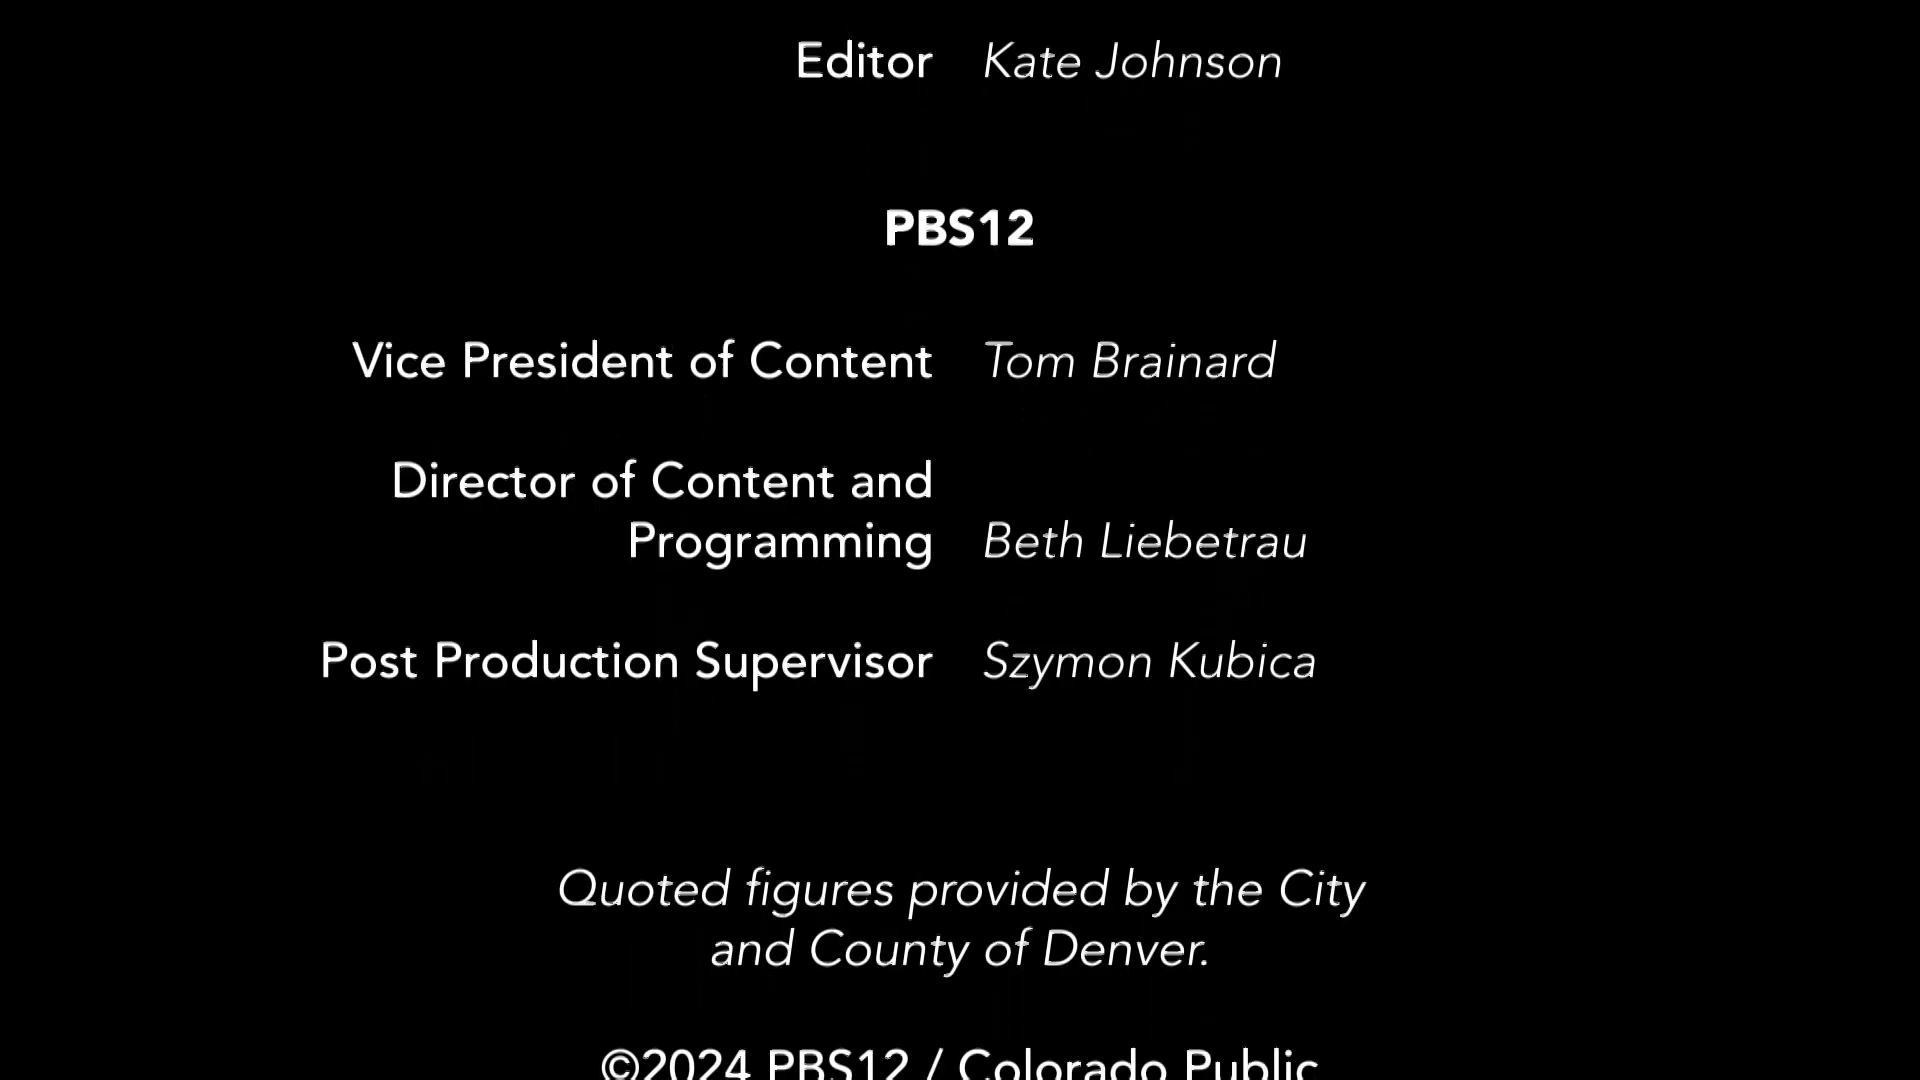 Editor Kate Johnson
PBS12
Vice President of Content Tom Brainard
Director of Content and
Programming Beth Liebetrau
Post Production Supervisor Szymon Kubica
Quoted figures provided by the City
and County of Denver.
©2024 PBS12 / Colorado Public